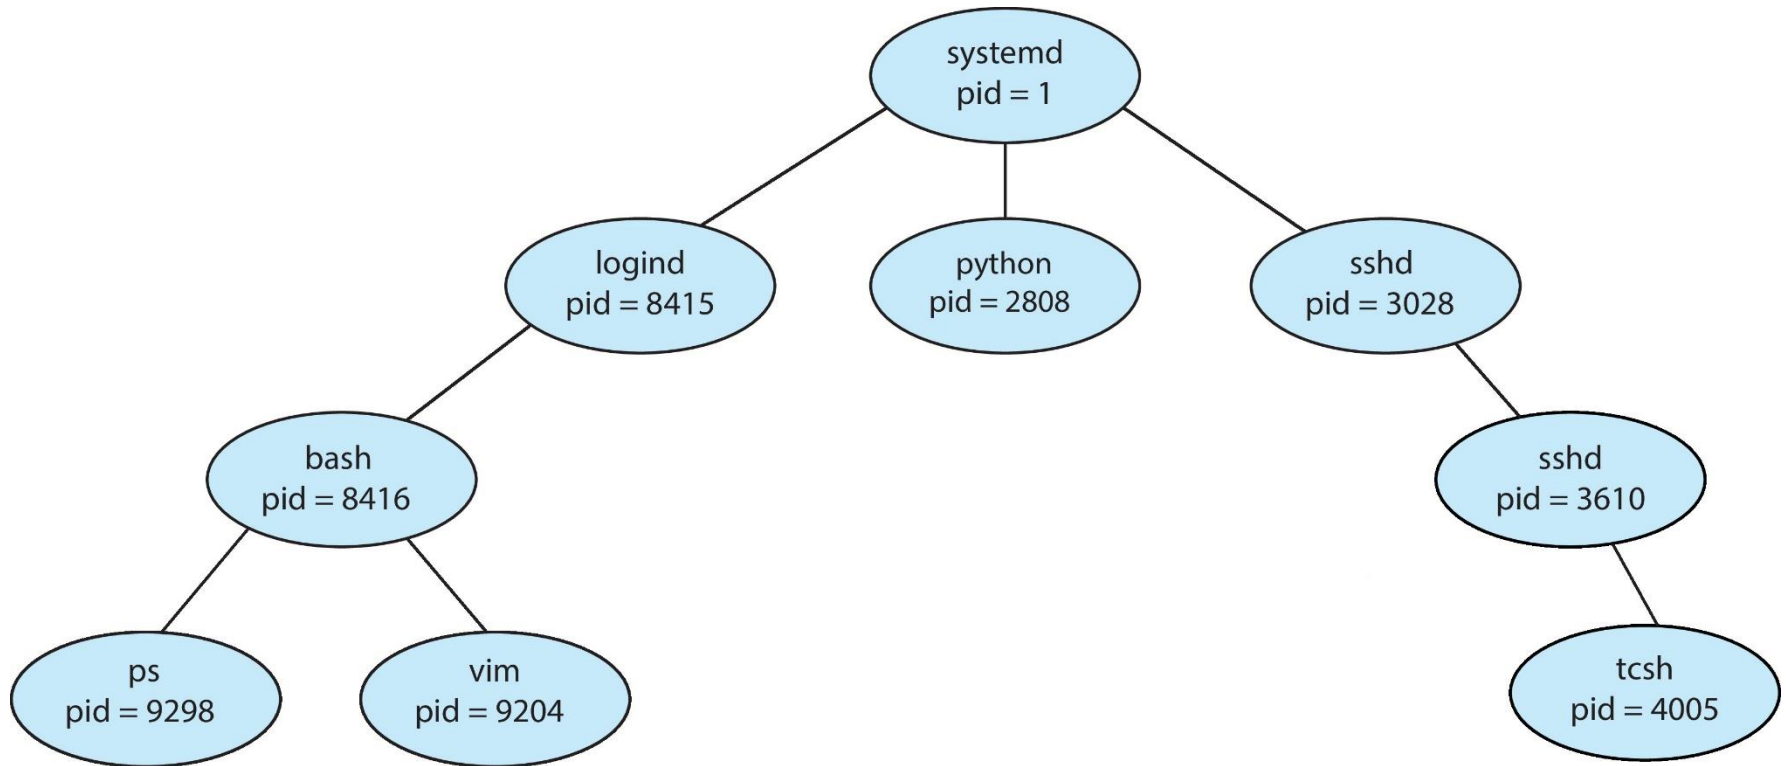 systemd
pid = 1
logind
pid = 8415
python
pid = 2808
sshd
pid = 3028
bash
pid = 8416
sshd
pid = 3610
ps
pid = 9298
vim
pid = 9204
tcsh
pid = 4005